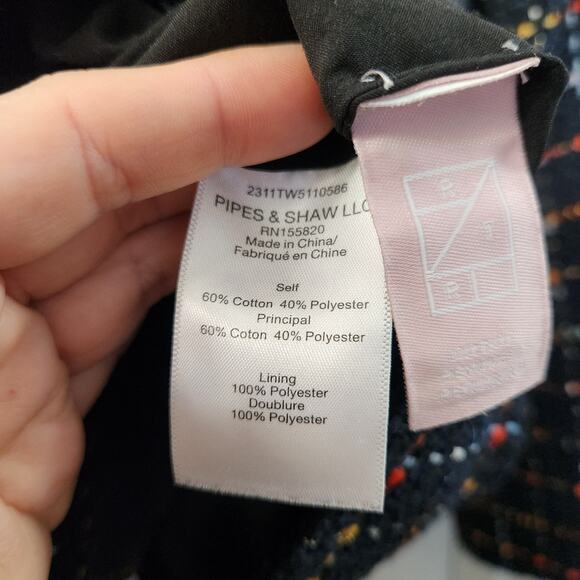 2311TW5110586
PIPES & SHAW LLC
RN155820
Made in China/
Fabriqué en Chine
Self
60% Cotton 40% Polyester
Principal
60% Coton 40% Polyester
Lining
100% Polyester
Doublure
100% Polyester